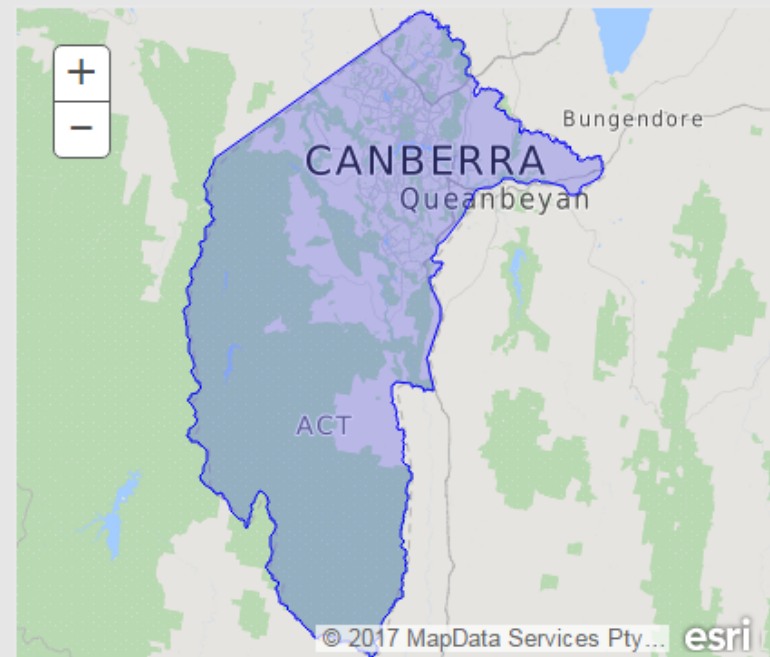 +
−
Bungendore
CANBERRA
Queanbeyan
ACT
© 2017 MapData Services Pty... esri